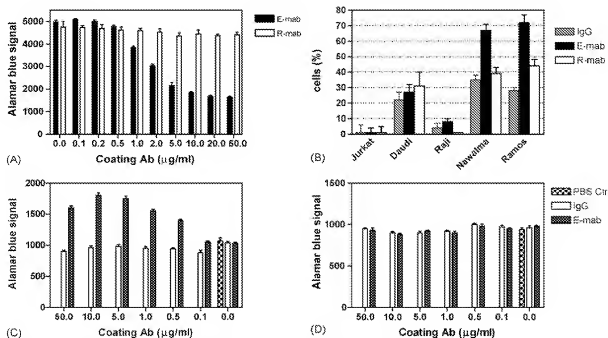 Alamar blue signal
6000
5000
4000
3000
2000
1000
0
E-mab
R-mab
0.0 0.1 0.2 0.5 1.0 2.0 5.0 10.0 20.0 50.0
(A)
Coating Ab (μg/ml)
cells (%)
80
70
60
50
40
30
20
10
0
IgG
E-mab
R-mab
Jurkat
Daudi
Raji
Nawalma
Ramos
(B)
Alamar blue signal
2000
1500
1000
500
0
50.0 10.0 5.0 1.0 0.5 0.1 0.0
(C)
Coating Ab (μg/ml)
Alamar blue signal
1500
1000
500
0
PBS Ctr
IgG
E-mab
50.0 10.0 5.0 1.0 0.5 0.1 0.0
(D)
Coating Ab (μg/ml)